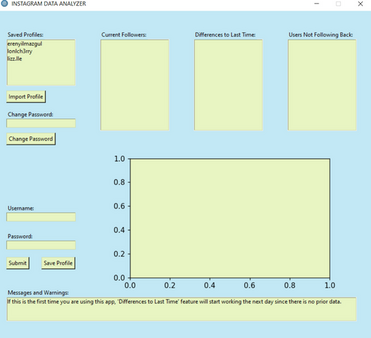 INSTAGRAM DATA ANALYZER
Saved Profiles:
Current Followers:
Differences to Last Time:
Users Not Following Back:
erenyilmazgul
lonlch3rry
lizz.lle
Import Profile
Change Password:
Change Password
1.0
0.8
0.6
0.4
0.2
0.0
0.0 0.2 0.4 0.6 0.8 1.0
Username:
Password:
Submit
Save Profile
Messages and Warnings:
If this is the first time you are using this app, 'Differences to Last Time' feature will start working the next day since there is no prior data.